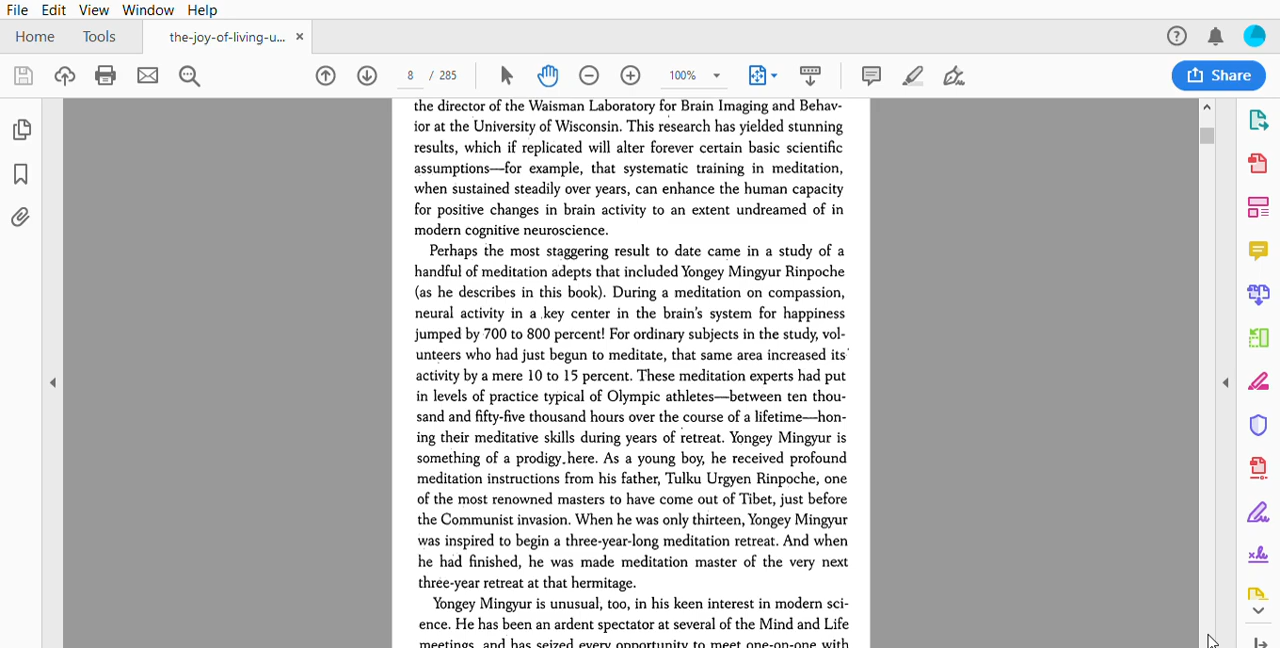 File Edit View Window Help
Home Tools the-joy-of-living-u... ×
8 / 285 100% Share
the director of the Waisman Laboratory for Brain Imaging and Behav-
ior at the University of Wisconsin. This research has yielded stunning
results, which if replicated will alter forever certain basic scientific
assumptions—for example, that systematic training in meditation,
when sustained steadily over years, can enhance the human capacity
for positive changes in brain activity to an extent undreamed of in
modern cognitive neuroscience.
Perhaps the most staggering result to date came in a study of a
handful of meditation adepts that included Yongey Mingyur Rinpoche
(as he describes in this book). During a meditation on compassion,
neural activity in a key center in the brain's system for happiness
jumped by 700 to 800 percent! For ordinary subjects in the study, vol-
unteers who had just begun to meditate, that same area increased its
activity by a mere 10 to 15 percent. These meditation experts had put
in levels of practice typical of Olympic athletes—between ten thou-
sand and fifty-five thousand hours over the course of a lifetime—hon-
ing their meditative skills during years of retreat. Yongey Mingyur is
something of a prodigy here. As a young boy, he received profound
meditation instructions from his father, Tulku Urgyen Rinpoche, one
of the most renowned masters to have come out of Tibet, just before
the Communist invasion. When he was only thirteen, Yongey Mingyur
was inspired to begin a three-year-long meditation retreat. And when
he had finished, he was made meditation master of the very next
three-year retreat at that hermitage.
Yongey Mingyur is unusual, too, in his keen interest in modern sci-
ence. He has been an ardent spectator at several of the Mind and Life
meetings, and has seized every opportunity to meet one-on-one with